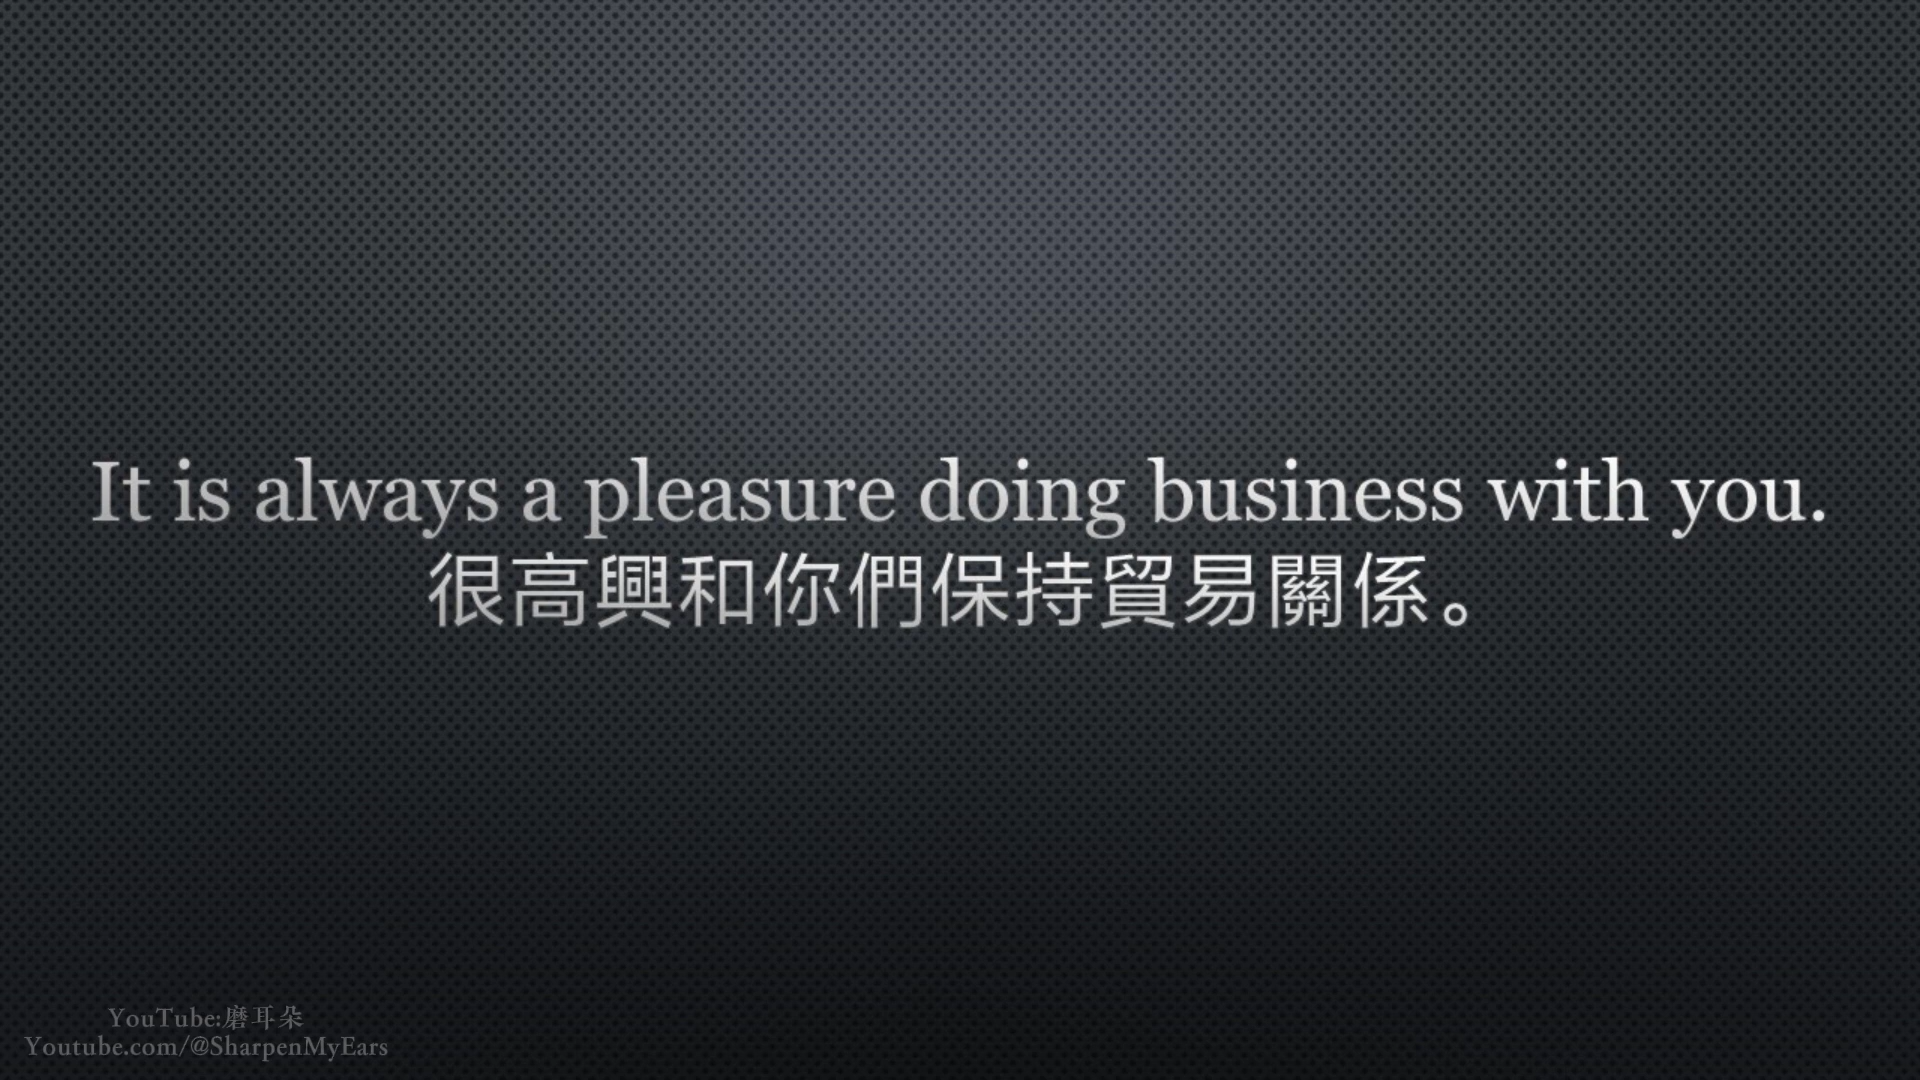 It is always a pleasure doing business with you.
很高興和你們保持貿易關係。
YouTube:磨耳朵
Youtube.com/@SharpenMyEars